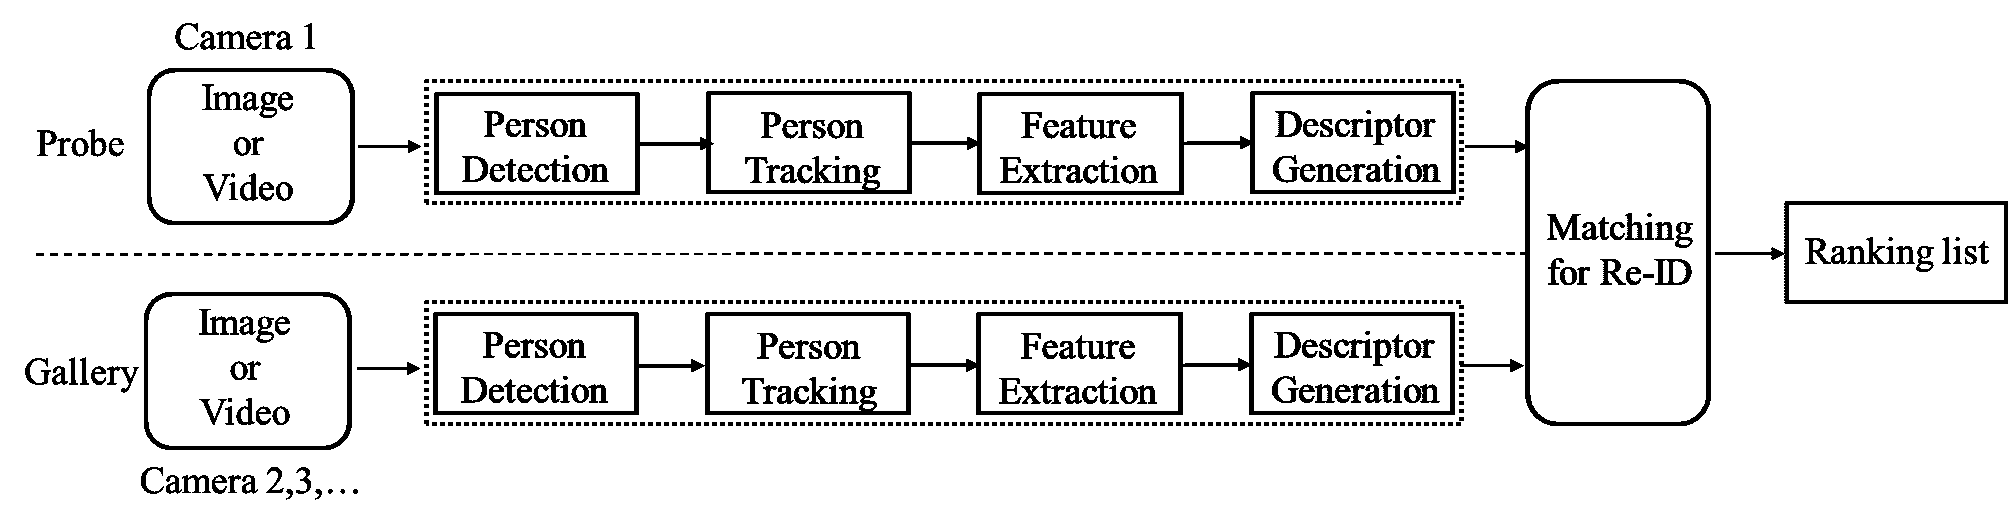 Camera 1
Probe
Image
or
Video
Person
Detection
Person
Tracking
Feature
Extraction
Descriptor
Generation
Gallery
Image
or
Video
Camera 2,3,…
Person
Detection
Person
Tracking
Feature
Extraction
Descriptor
Generation
Matching
for Re-ID
Ranking list